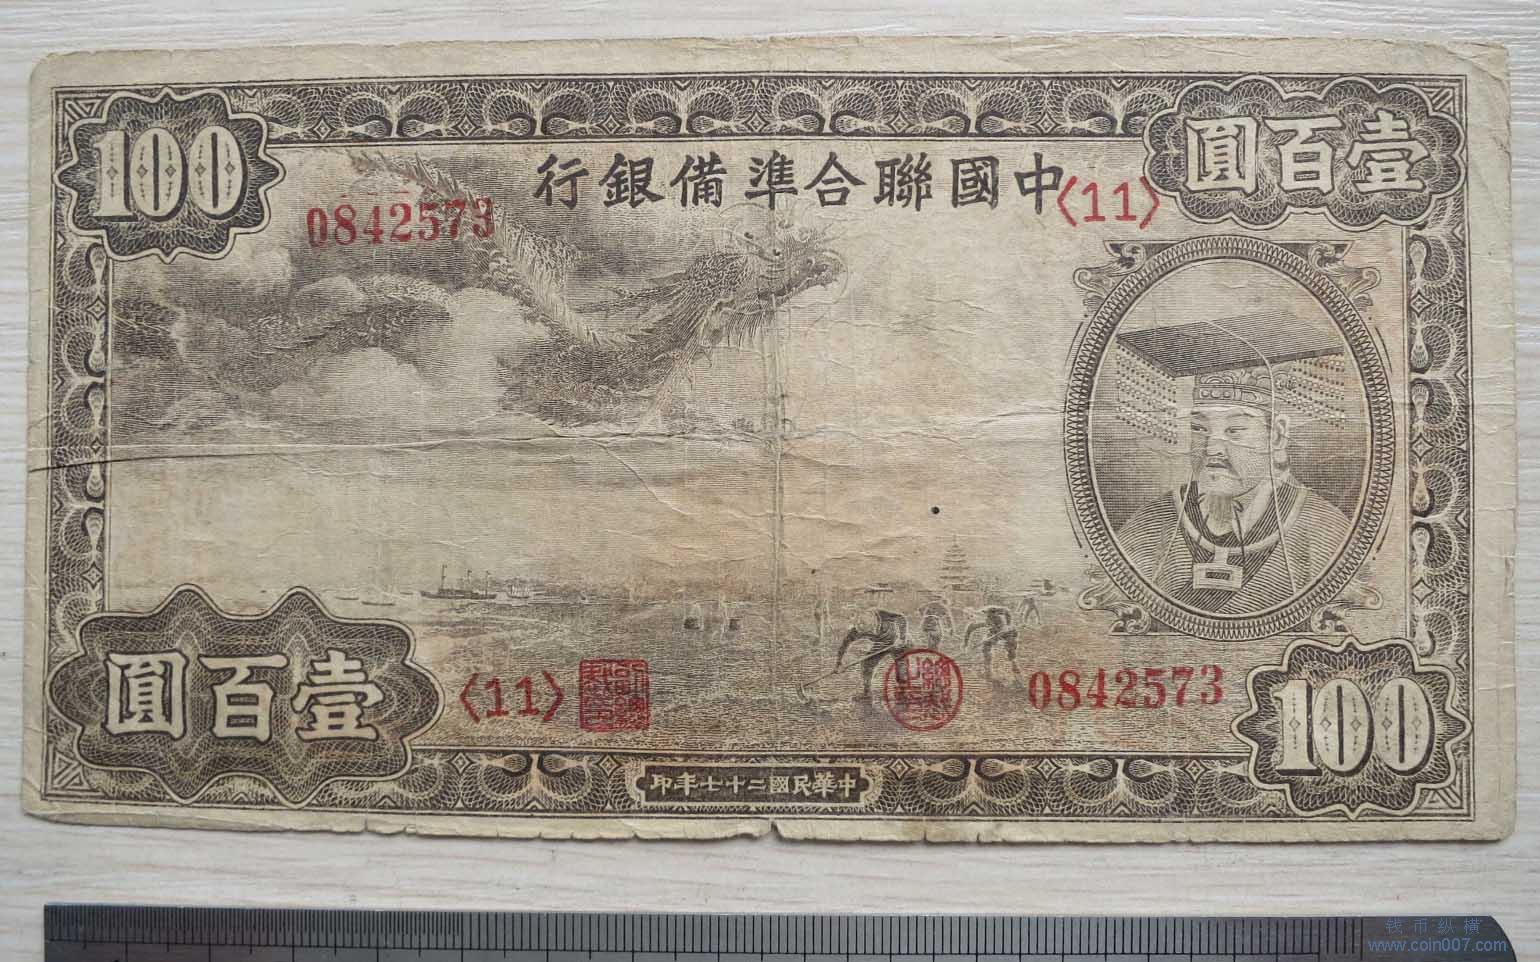 100
中國聯合準備銀行
壹百圓
0842573
〈11〉
壹百圓
〈11〉
0842573
100
中華民國二十七年印
钱币纵横
www.coin007.com